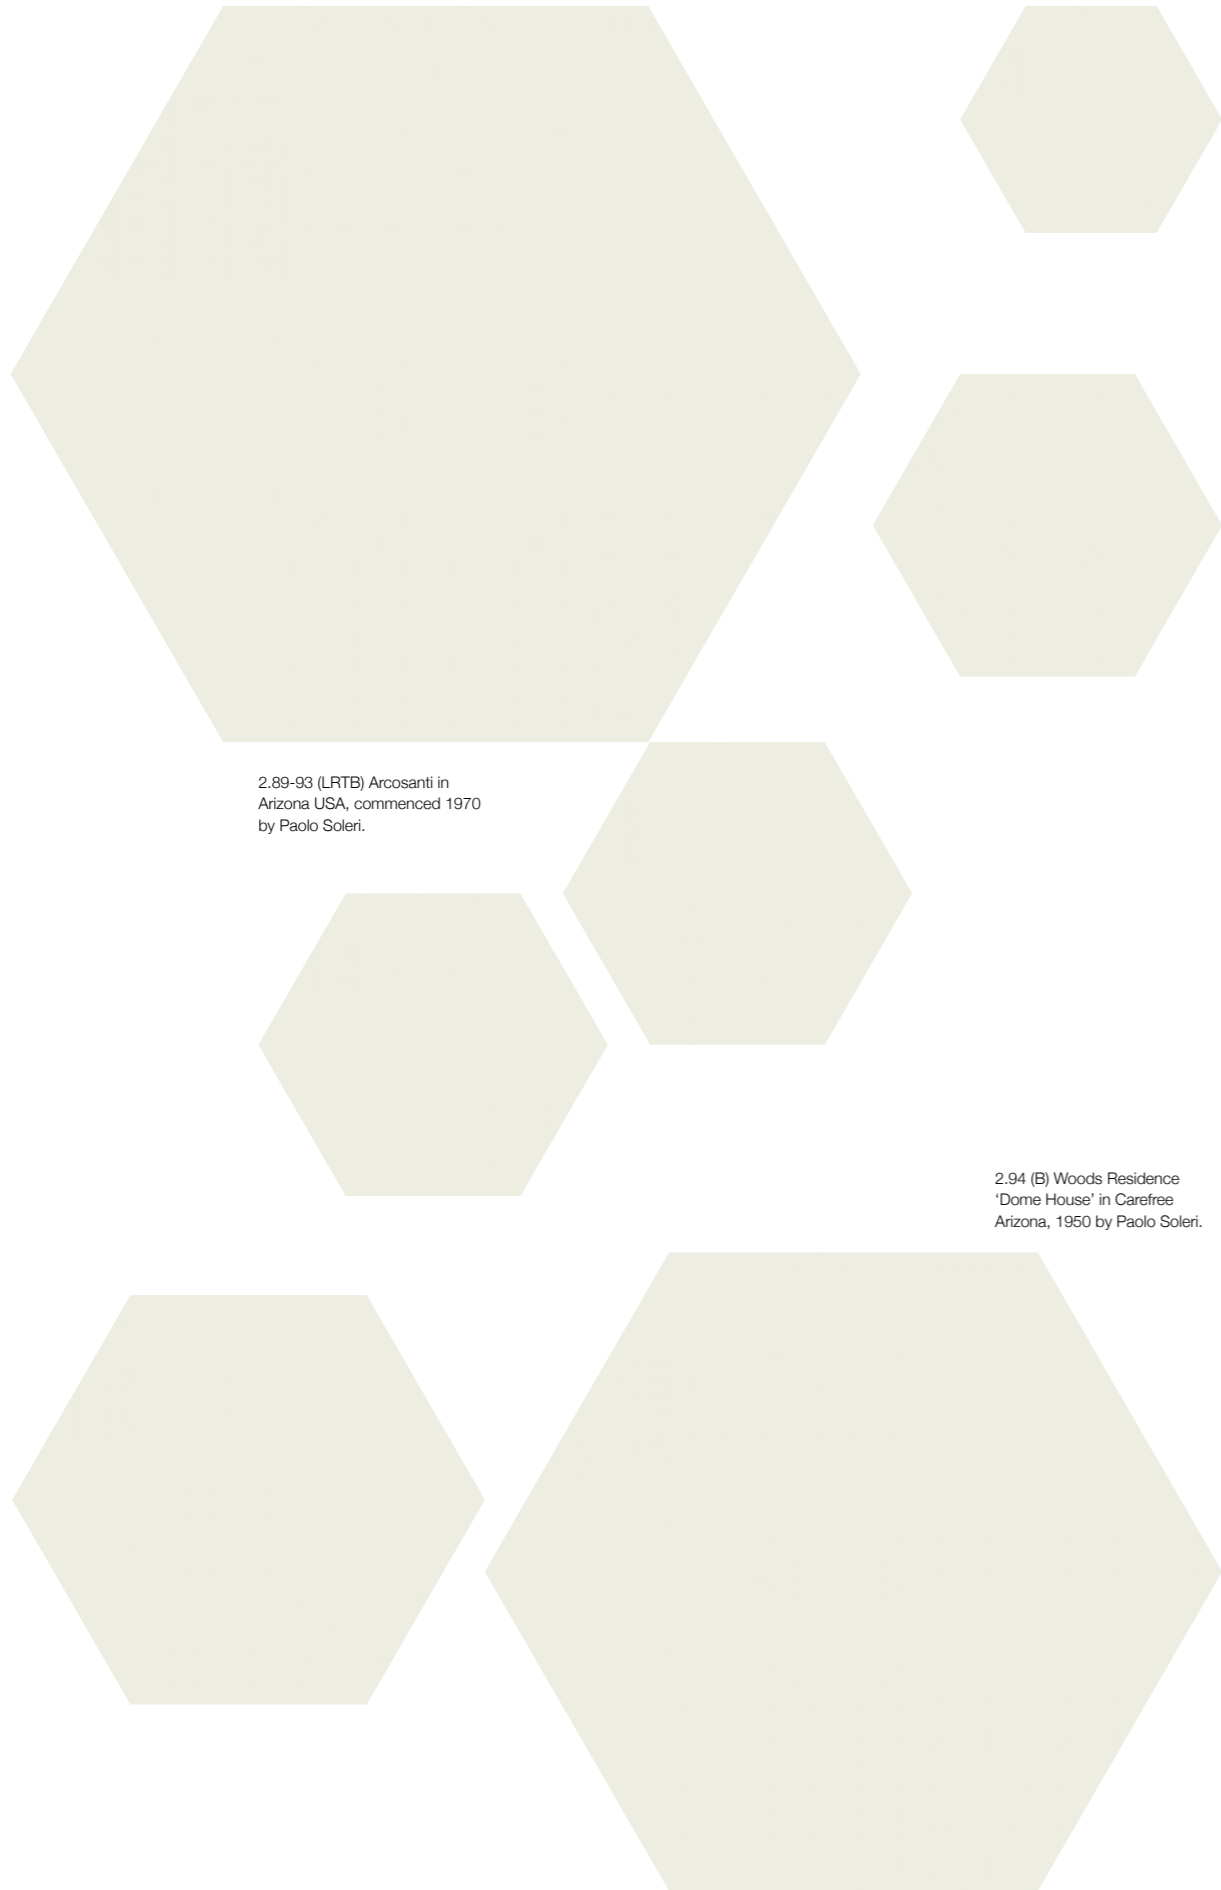 2.89-93 (LRTB) Arcosanti in
Arizona USA, commenced 1970
by Paolo Soleri.
2.94 (B) Woods Residence
‘Dome House’ in Carefree
Arizona, 1950 by Paolo Soleri.